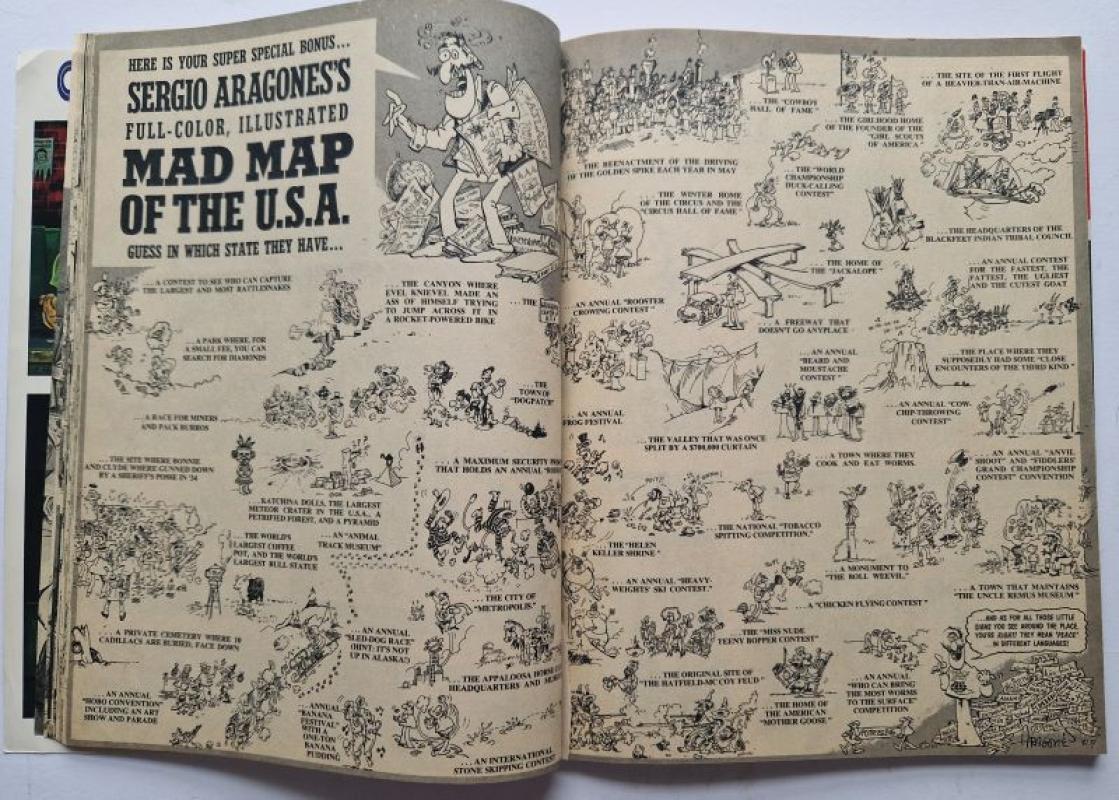 HERE IS YOUR SUPER SPECIAL BONUS...
SERGIO ARAGONES'S
FULL-COLOR, ILLUSTRATED
MAD MAP
OF THE U.S.A.
GUESS IN WHICH STATE THEY HAVE...
...A CONTEST TO SEE WHO CAN CAPTURE
THE LARGEST AND MOST RATTLESNAKES
...THE CANYON WHERE
EVEL KNIEVEL MADE AN
ASS OF HIMSELF TRYING
TO JUMP ACROSS IT IN
A ROCKET-POWERED BIKE
...THE
...A PARK WHERE, FOR
A SMALL FEE, YOU CAN
SEARCH FOR DIAMONDS
...THE
TOWN OF
"DOGPATCH"
...A RACE FOR MINERS
AND PACK BURROS
...THE SITE WHERE BONNIE
AND CLYDE WHERE GUNNED DOWN
BY A SHERIFF'S POSSE IN '34
...A MAXIMUM SECURITY
THAT HOLDS AN ANNUAL
...KATCHINA DOLLS, THE LARGEST
METEOR CRATER IN THE U.S.A., A
PETRIFIED FOREST, AND A PYRAMID
...THE WORLD'S
LARGEST COFFEE
POT, AND THE WORLD'S
LARGEST BULL STATUE
...AN "ANIMAL
TRACK MUSEUM"
...THE CITY OF
"METROPOLIS."
...A PRIVATE CEMETERY WHERE 10
CADILLACS ARE BURIED, FACE DOWN
...AN ANNUAL
"SLED-DOG RACE"
(HINT: IT'S NOT
UP IN ALASKA!)
...THE APPALOOSA HORSE
HEADQUARTERS AND
...AN ANNUAL
"HOBO CONVENTION"
INCLUDING AN ART
SHOW AND PARADE
...ANNUAL
"BANANA
FESTIVAL"
WITH A
ONE-TON
BANANA
PUDDING
...AN INTERNATIONAL
STONE SKIPPING CONTEST
THE "COWBOY
HALL OF FAME"
...THE SITE OF THE FIRST FLIGHT
OF A HEAVIER-THAN-AIR-MACHINE
...THE GIRLHOOD HOME
OF THE FOUNDER OF THE
"GIRL SCOUTS
OF AMERICA"
THE REENACTMENT OF THE DRIVING
OF THE GOLDEN SPIKE EACH YEAR IN MAY
...THE "WORLD
CHAMPIONSHIP
DUCK-CALLING
CONTEST"
...THE WINTER HOME
OF THE CIRCUS AND THE
"CIRCUS HALL OF FAME"
...THE HEADQUARTERS OF THE
BLACKFEET INDIAN TRIBAL COUNCIL
...THE HOME OF
THE "JACKALOPE"
...AN ANNUAL CONTEST
FOR THE FASTEST, THE
FATTEST, THE UGLIEST
AND THE CUTEST GOAT
...AN ANNUAL "ROOSTER
CROWING CONTEST"
...A FREEWAY THAT
DOESN'T GO ANYPLACE
...AN ANNUAL
"BEARD AND
MOUSTACHE
CONTEST"
...THE PLACE WHERE THEY
SUPPOSEDLY HAD SOME "CLOSE
ENCOUNTERS OF THE THIRD KIND"
...AN ANNUAL
FROG FESTIVAL
...AN ANNUAL "COW-
CHIP-THROWING
CONTEST"
...THE VALLEY THAT WAS ONCE
SPLIT BY A $700,000 CURTAIN
...A TOWN WHERE THEY
COOK AND EAT WORMS.
...AN ANNUAL "ANVIL
SHOOT" AND "FIDDLERS'
GRAND CHAMPIONSHIP
CONTEST" CONVENTION
...THE NATIONAL "TOBACCO
SPITTING COMPETITION."
...THE "HELEN
KELLER SHRINE."
...A MONUMENT TO
"THE BOLL WEEVIL."
...AN ANNUAL "HEAVY-
WEIGHTS' SKI CONTEST."
...A TOWN THAT MAINTAINS
"THE UNCLE REMUS MUSEUM"
...A "CHICKEN FLYING CONTEST"
...THE "MISS NUDE
TEENY BOPPER CONTEST"
...AND AS FOR ALL THOSE LITTLE
SIGNS YOU SEE AROUND THE PLACE,
YOU'RE RIGHT! THEY MEAN "PEACE"
IN DIFFERENT LANGUAGES!
...THE ORIGINAL SITE OF
THE "HATFIELD-MCCOY FEUD"
...THE HOME OF
THE AMERICAN
"MOTHER GOOSE"
...AN ANNUAL
"WHO CAN BRING
THE MOST WORMS
TO THE SURFACE"
COMPETITION